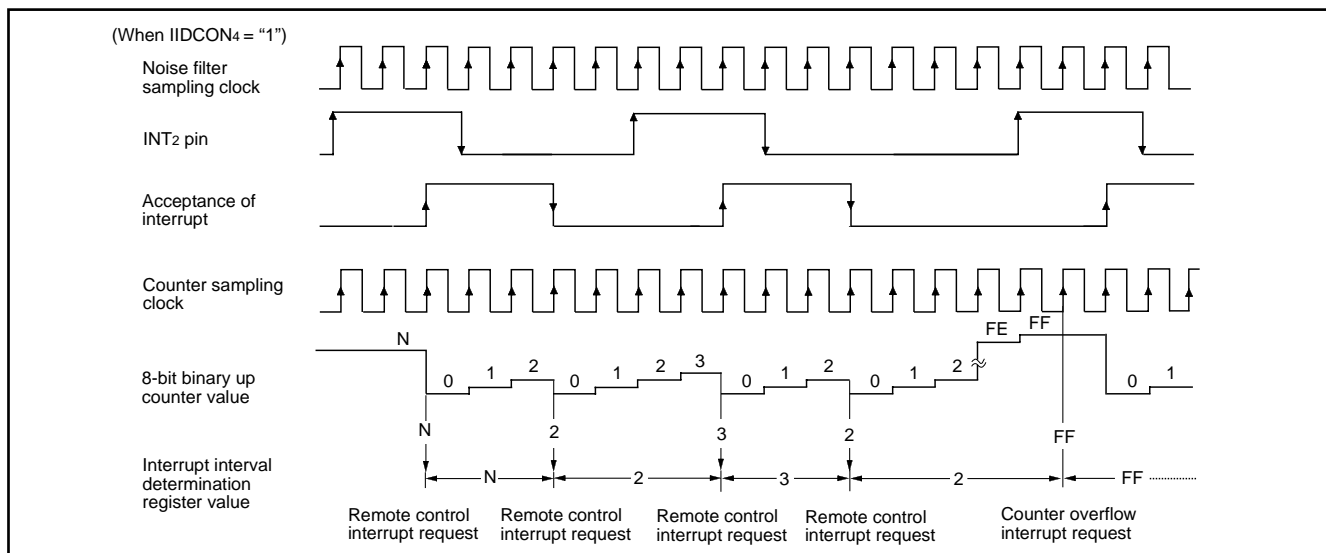 (When IIDCON4 = “1”)
Noise filter
sampling clock
INT2 pin
Acceptance of
interrupt
Counter sampling
clock
8-bit binary up
counter value
N
0
1
2
0
1
2
3
0
1
2
0
1
2
FE
FF
0
1
N
2
3
2
FF
Interrupt interval
determination
register value
N
2
3
2
FF
Remote control
interrupt request
Remote control
interrupt request
Remote control
interrupt request
Remote control
interrupt request
Counter overflow
interrupt request